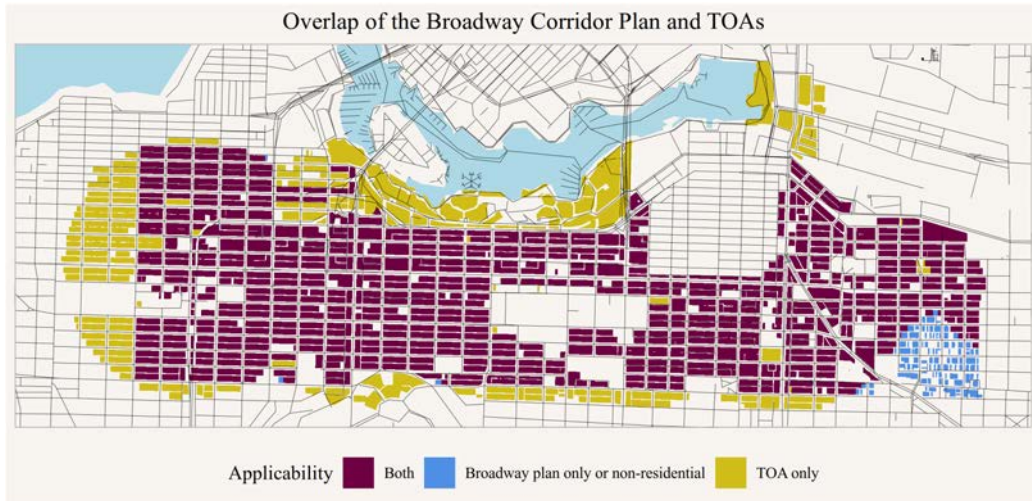 Overlap of the Broadway Corridor Plan and TOAs
Applicability Both Broadway plan only or non-residential TOA only